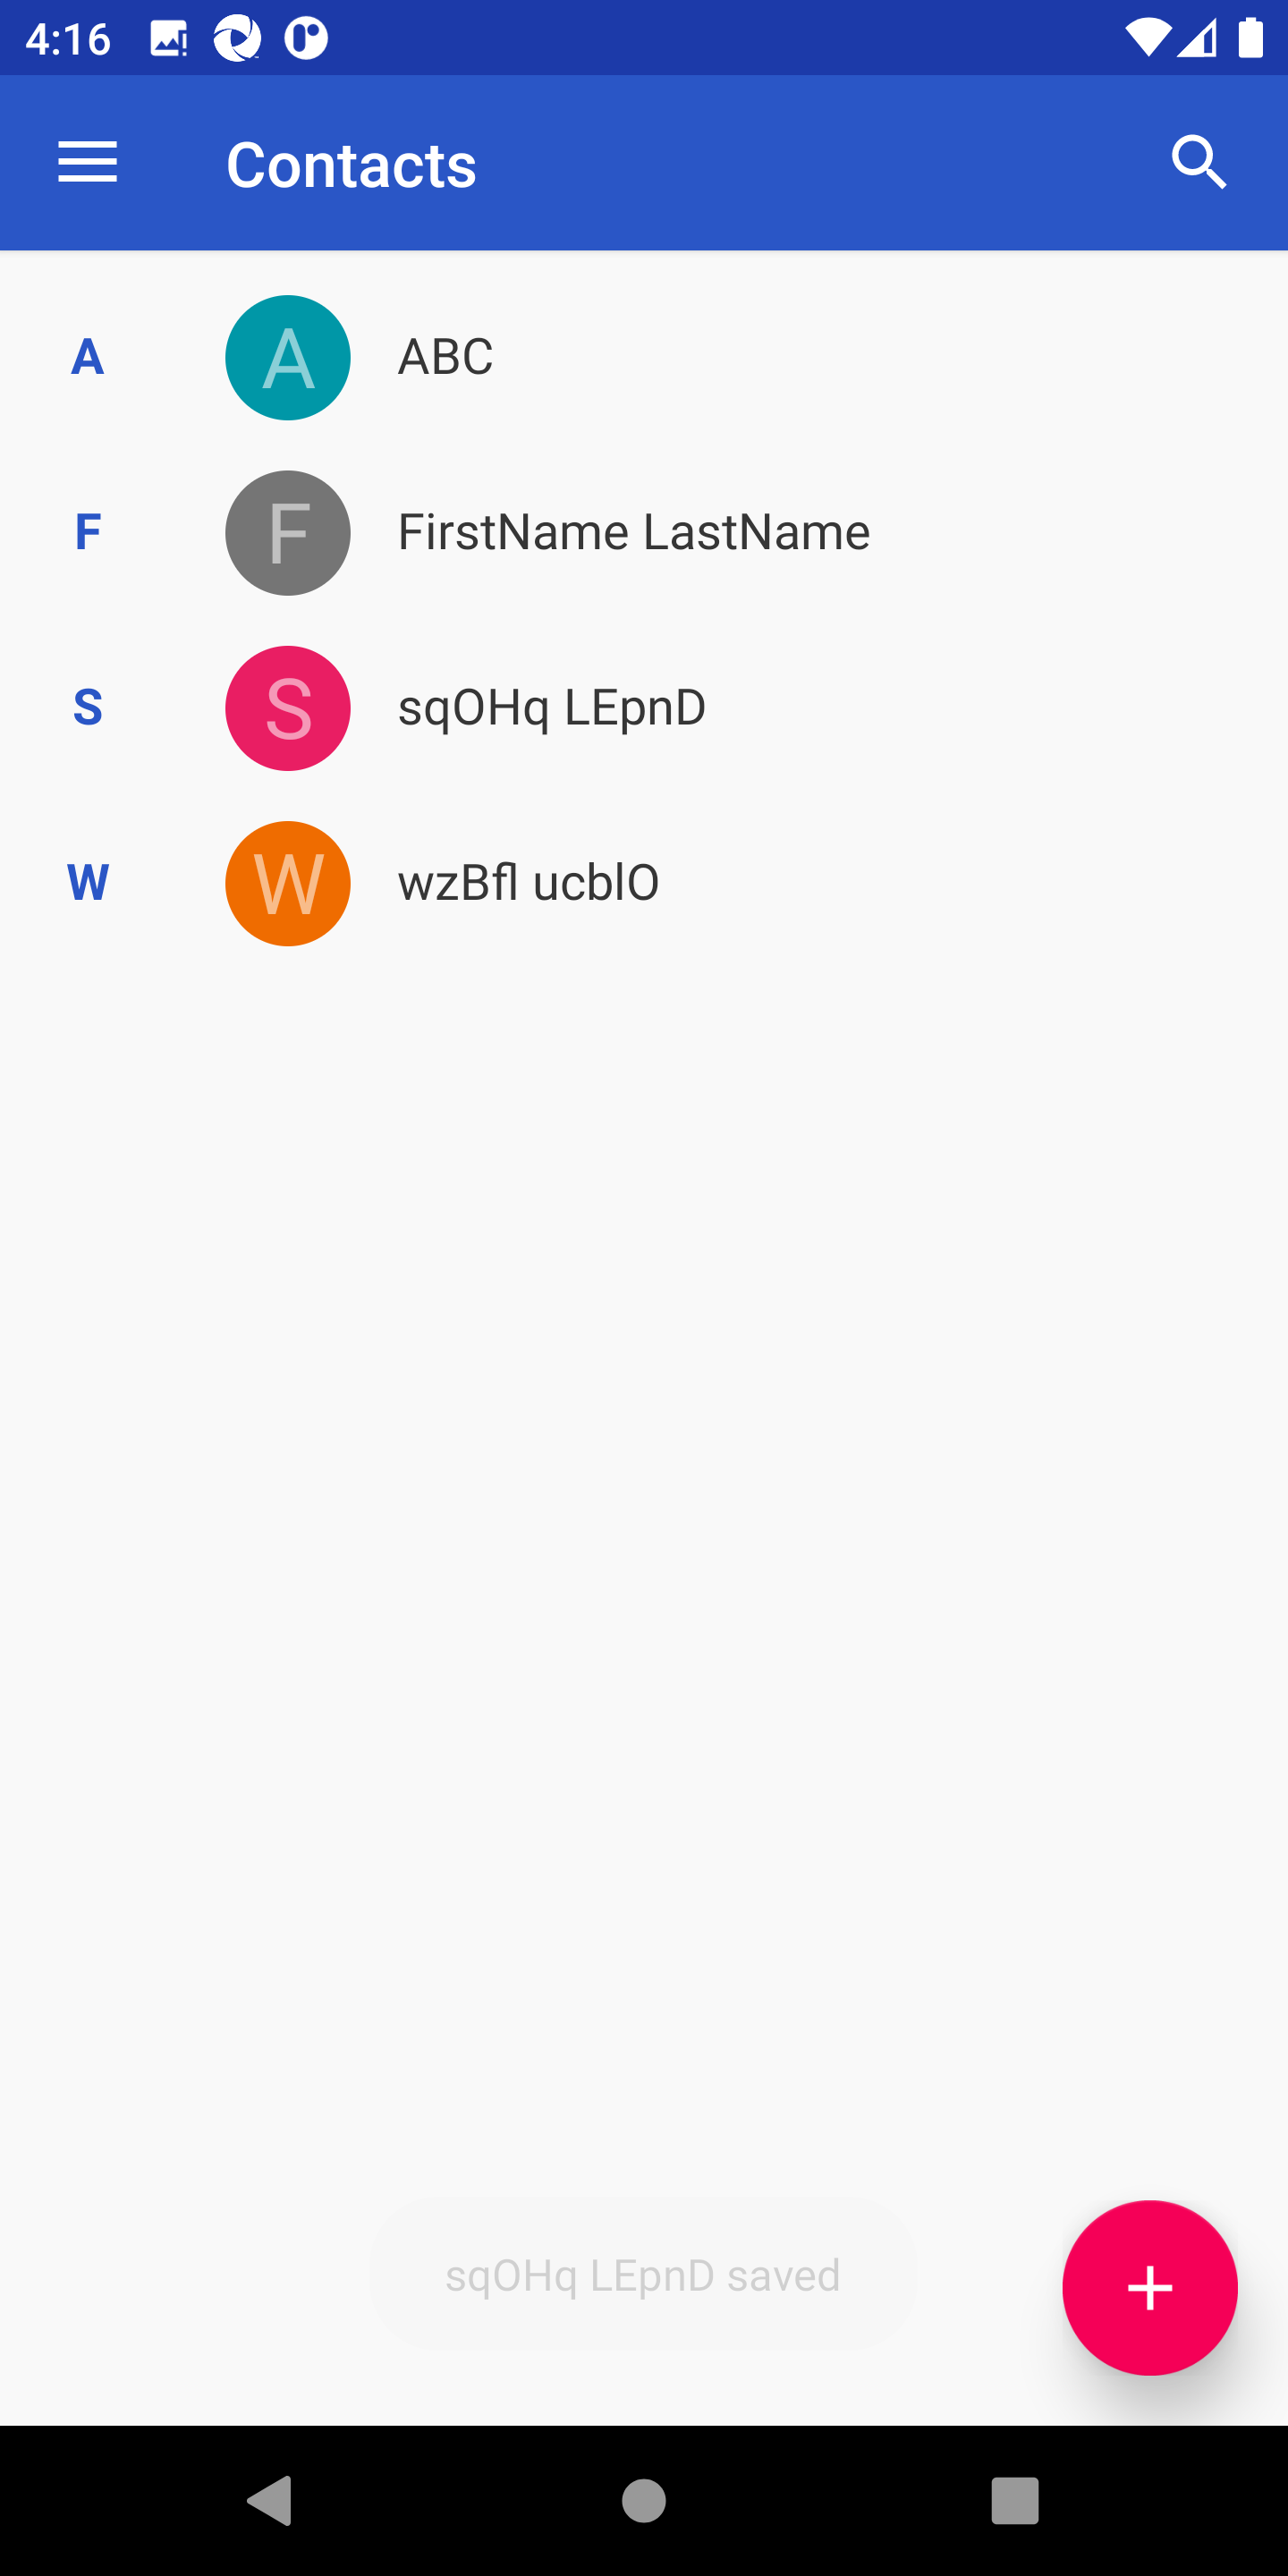 4:16
Contacts
A A ABC
F F FirstName LastName
S S sqOHq LEpnD
W W wzBfl ucblO
sqOHq LEpnD saved